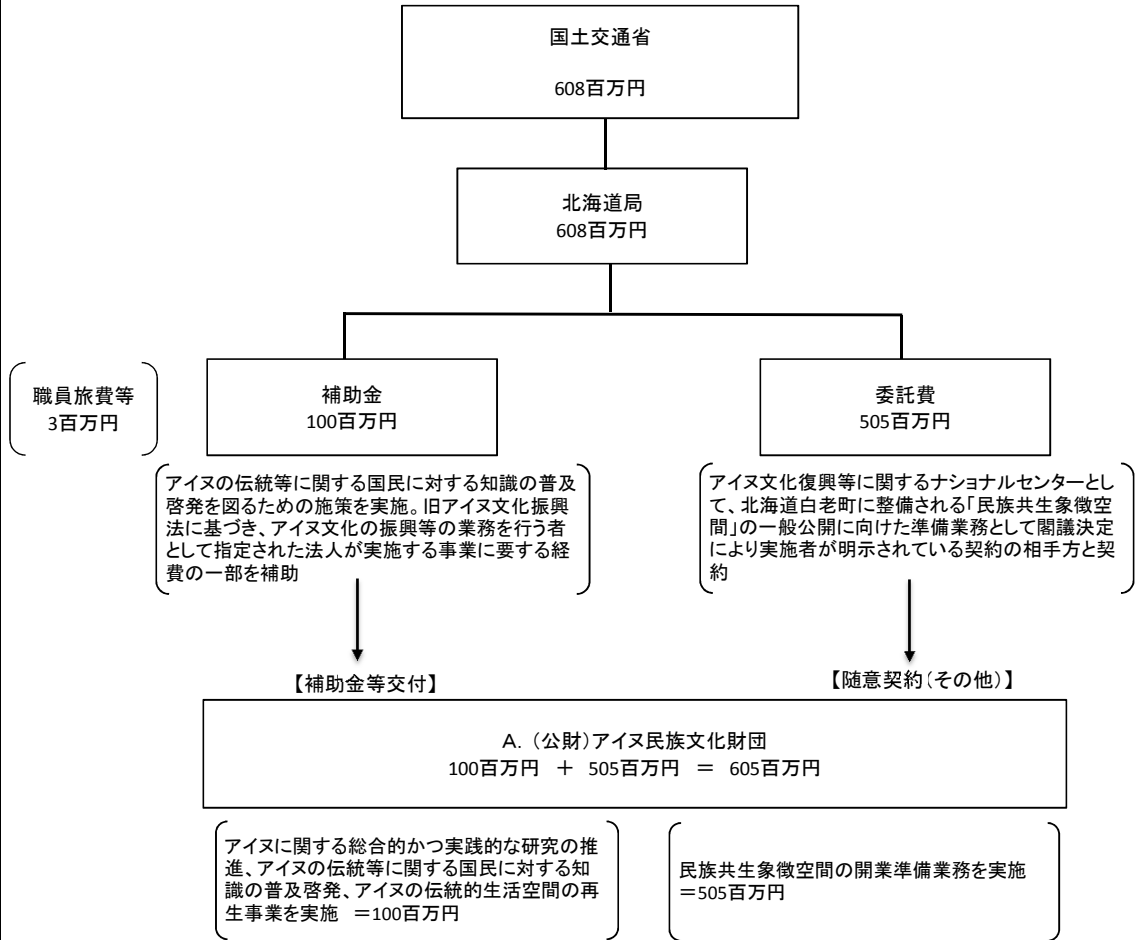 国土交通省
608百万円
北海道局
608百万円
職員旅費等
3百万円
補助金
100百万円
委託費
505百万円
アイヌの伝統等に関する国民に対する知識の普及
啓発を図るための施策を実施。旧アイヌ文化振興
法に基づき、アイヌ文化の振興等の業務を行う者
として指定された法人が実施する事業に要する経
費の一部を補助
アイヌ文化復興等に関するナショナルセンターとし
て、北海道白老町に整備される「民族共生象徴空
間」の一般公開に向けた準備業務として閣議決定
により実施者が明示されている契約の相手方と契
約
【補助金等交付】
【随意契約(その他)】
A. (公財)アイヌ民族文化財団
100百万円 + 505百万円 = 605百万円
アイヌに関する総合的かつ実践的な研究の推
進、アイヌの伝統等に関する国民に対する知
識の普及啓発、アイヌの伝統的生活空間の再
生事業を実施 =100百万円
民族共生象徴空間の開業準備業務を実施
=505百万円